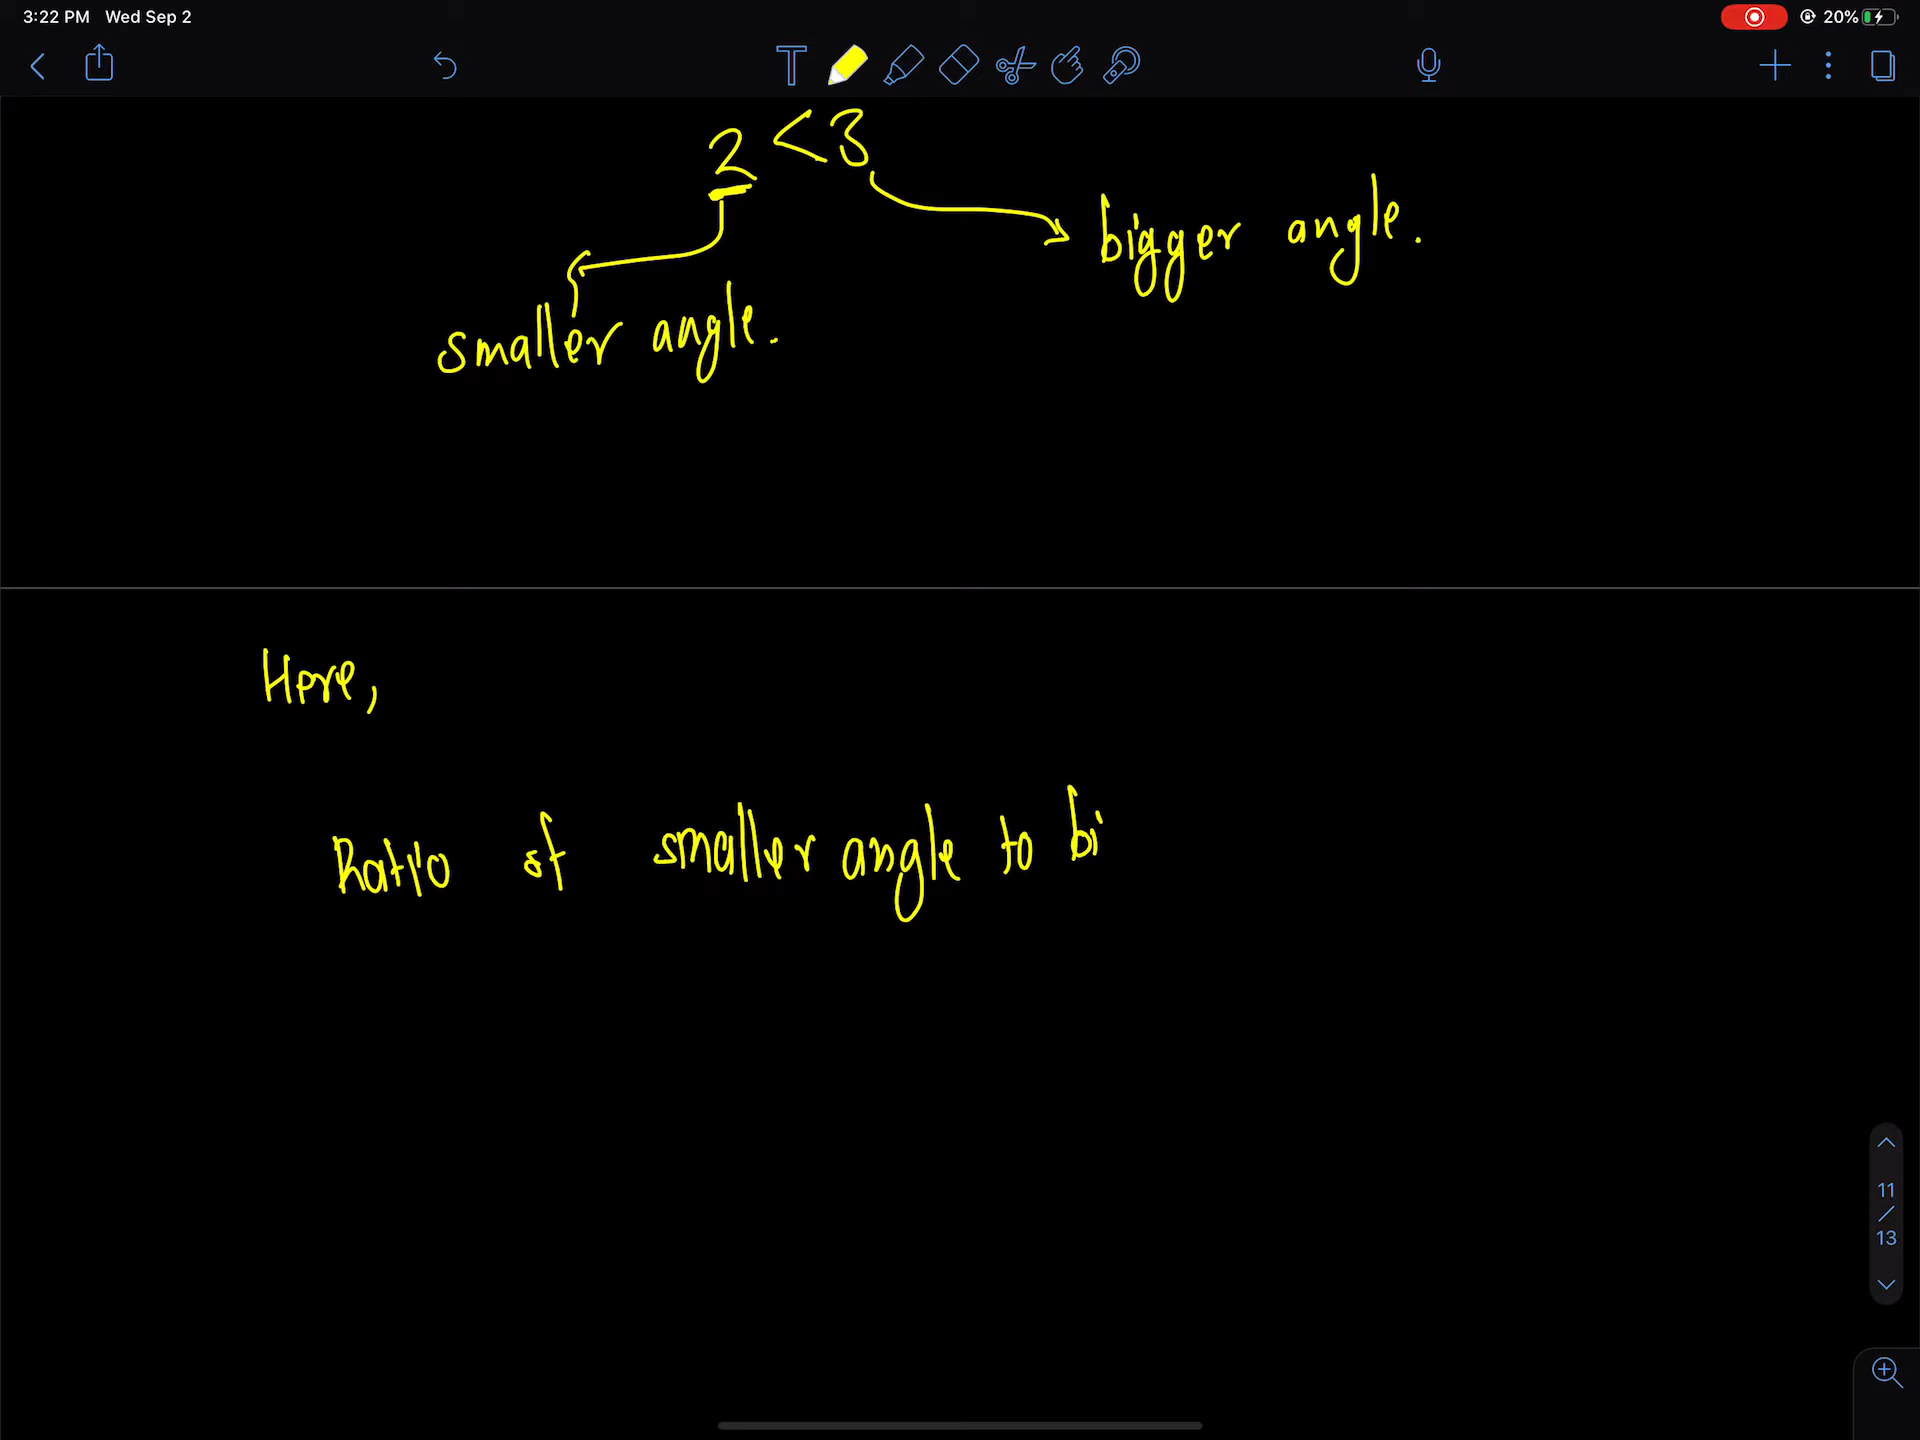 3:22 PM Wed Sep 2
20%
T
2 < 3
bigger angle.
smaller angle.
Here,
Ratio of smaller angle to bi
11
/
13